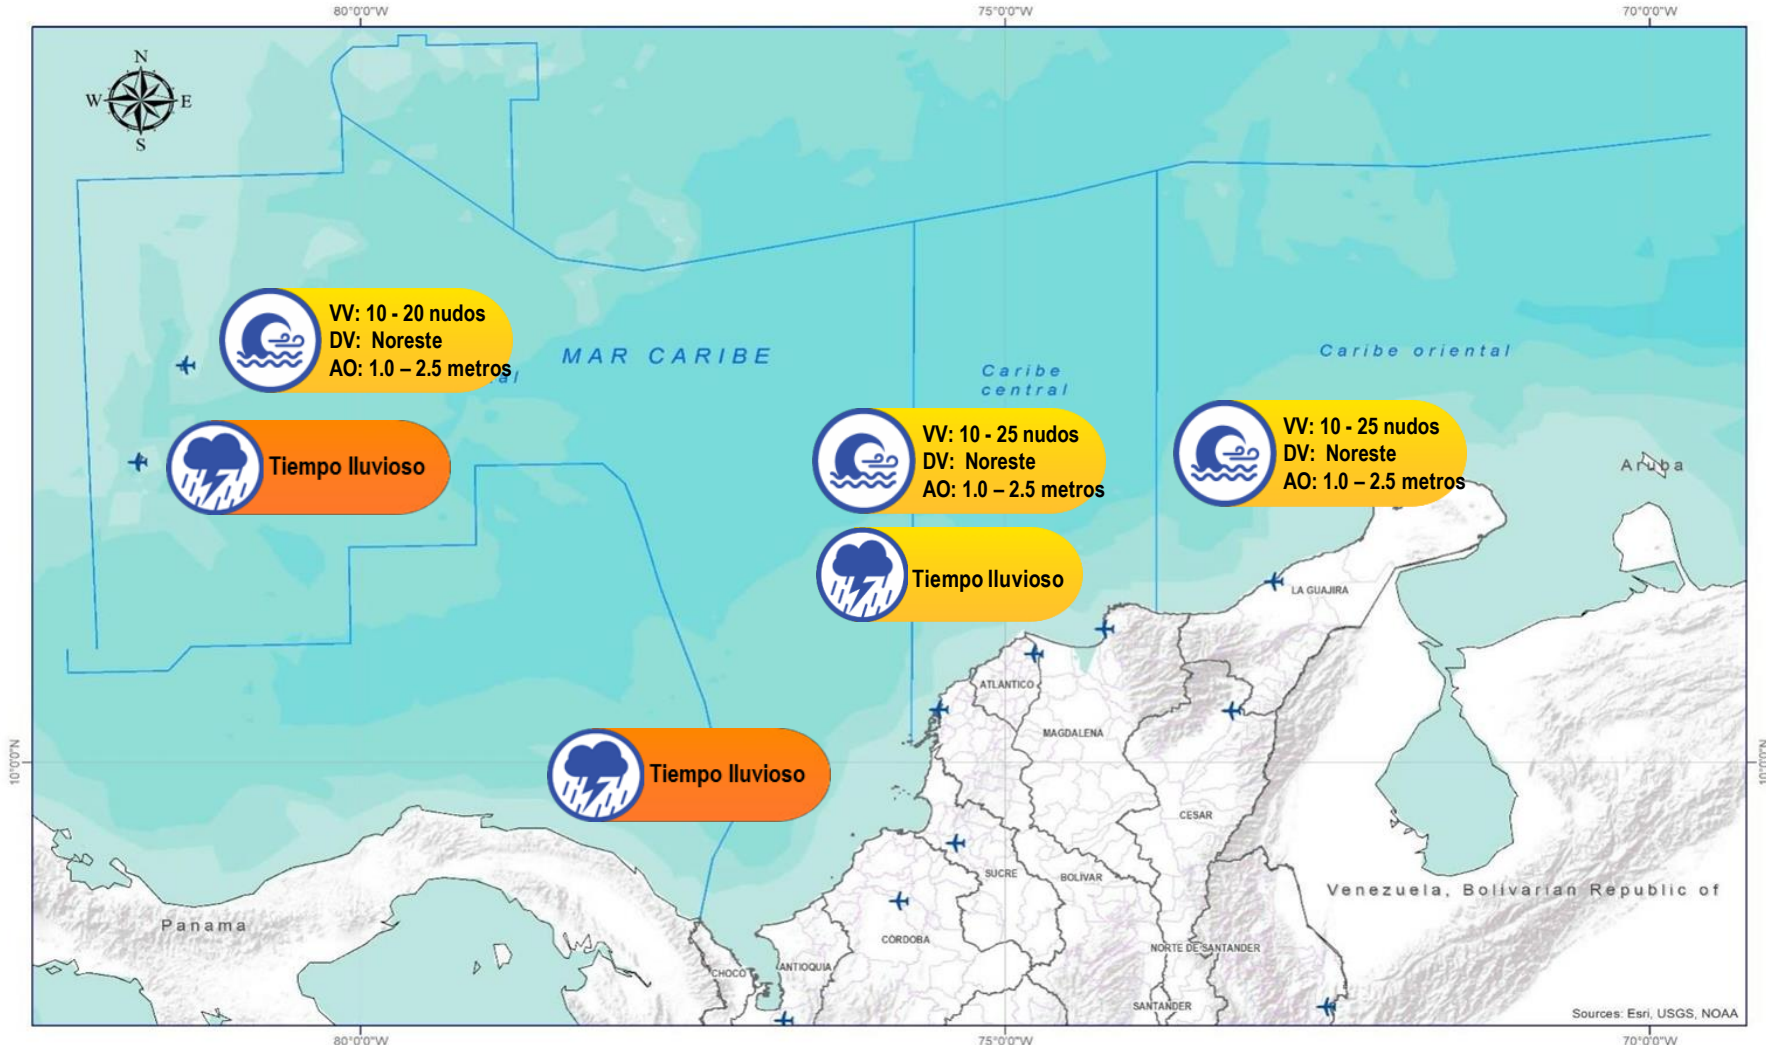 80°0'0"W
75°0'0"W
70°0'0"W
N
W
E
S
VV: 10 - 20 nudos
DV: Noreste
AO: 1.0 – 2.5 metros
al
MAR CARIBE
Caribe
central
Caribe oriental
VV: 10 - 25 nudos
DV: Noreste
AO: 1.0 – 2.5 metros
VV: 10 - 25 nudos
DV: Noreste
AO: 1.0 – 2.5 metros
Aruba
Tiempo lluvioso
Tiempo lluvioso
LA GUAJIRA
ATLANTICO
MAGDALENA
10°0'0"N
10°0'0"N
Tiempo lluvioso
CESAR
SUCRE
BOLIVAR
Venezuela, Bolivarian Republic of
Panama
CORDOBA
NORTE DE SANTANDER
CHOCO
ANTIOQUIA
SANTANDER
Sources: Esri, USGS, NOAA
80°0'0"W
75°0'0"W
70°0'0"W